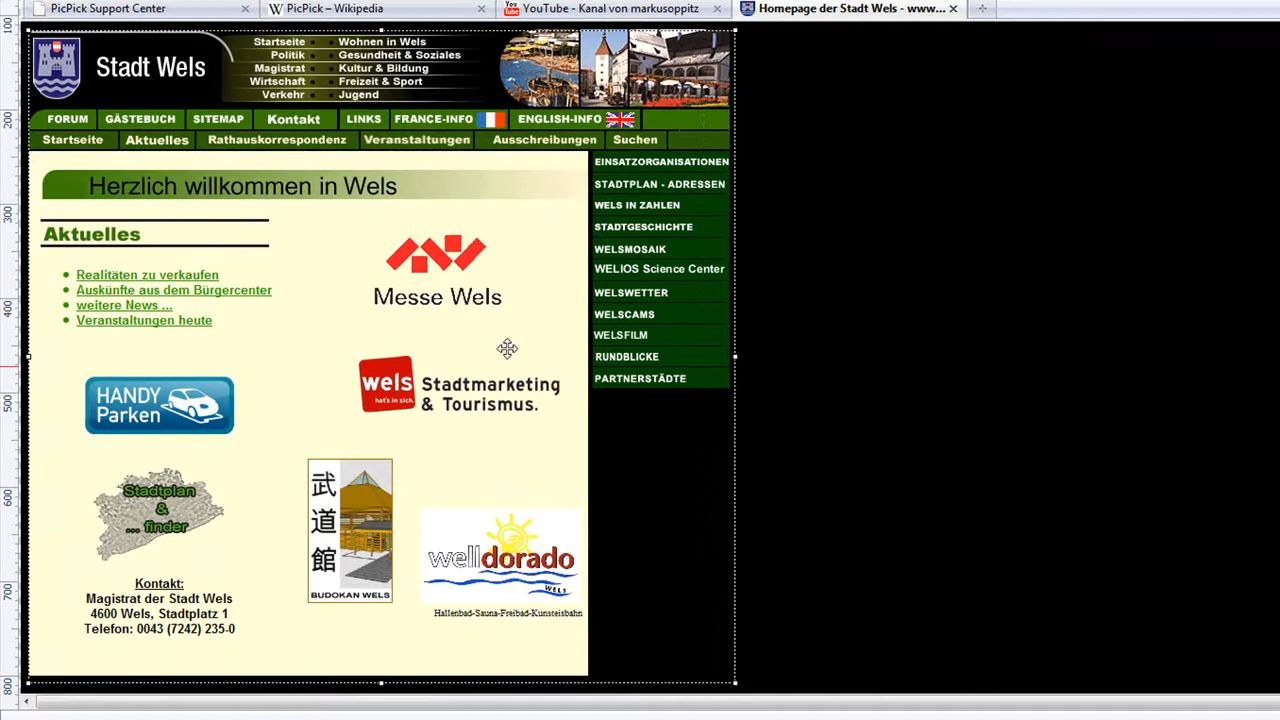 PicPick Support Center
PicPick – Wikipedia
YouTube - Kanal von markusoppitz
Homepage der Stadt Wels - www...
100
200
300
400
500
600
700
800
Stadt Wels
Startseite Wohnen in Wels
Politik Gesundheit & Soziales
Magistrat Kultur & Bildung
Wirtschaft Freizeit & Sport
Verkehr Jugend
FORUM GÄSTEBUCH SITEMAP Kontakt LINKS FRANCE-INFO ENGLISH-INFO
Startseite Aktuelles Rathauskorrespondenz Veranstaltungen Ausschreibungen Suchen
Herzlich willkommen in Wels
Aktuelles
Realitäten zu verkaufen
Auskünfte aus dem Bürgercenter
weitere News ...
Veranstaltungen heute
Messe Wels
HANDY
Parken
wels
hat's in sich.
Stadtmarketing
& Tourismus.
Stadtplan
&
... finder
武
道
館
BUDOKAN WELS
welldorado
WELS
Hallenbad-Sauna-Freibad-Kunsteisbahn
Kontakt:
Magistrat der Stadt Wels
4600 Wels, Stadtplatz 1
Telefon: 0043 (7242) 235-0
EINSATZORGANISATIONEN
STADTPLAN - ADRESSEN
WELS IN ZAHLEN
STADTGESCHICHTE
WELSMOSAIK
WELIOS Science Center
WELSWETTER
WELSCAMS
WELSFILM
RUNDBLICKE
PARTNERSTÄDTE